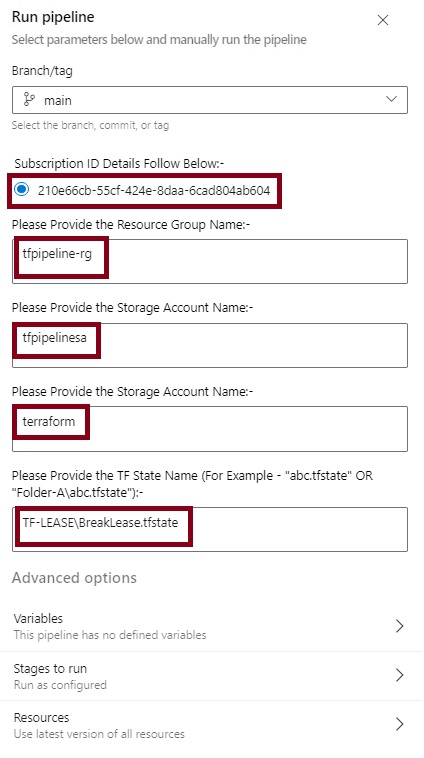 Run pipeline
Select parameters below and manually run the pipeline
Branch/tag
main
Select the branch, commit, or tag
Subscription ID Details Follow Below:-
210e66cb-55cf-424e-8daa-6cad804ab604
Please Provide the Resource Group Name:-
tfpipeline-rg
Please Provide the Storage Account Name:-
tfpipelinesa
Please Provide the Storage Account Name:-
terraform
Please Provide the TF State Name (For Example - "abc.tfstate" OR
"Folder-A\abc.tfstate"):-
TF-LEASE\BreakLease.tfstate
Advanced options
Variables
This pipeline has no defined variables
Stages to run
Run as configured
Resources
Use latest version of all resources